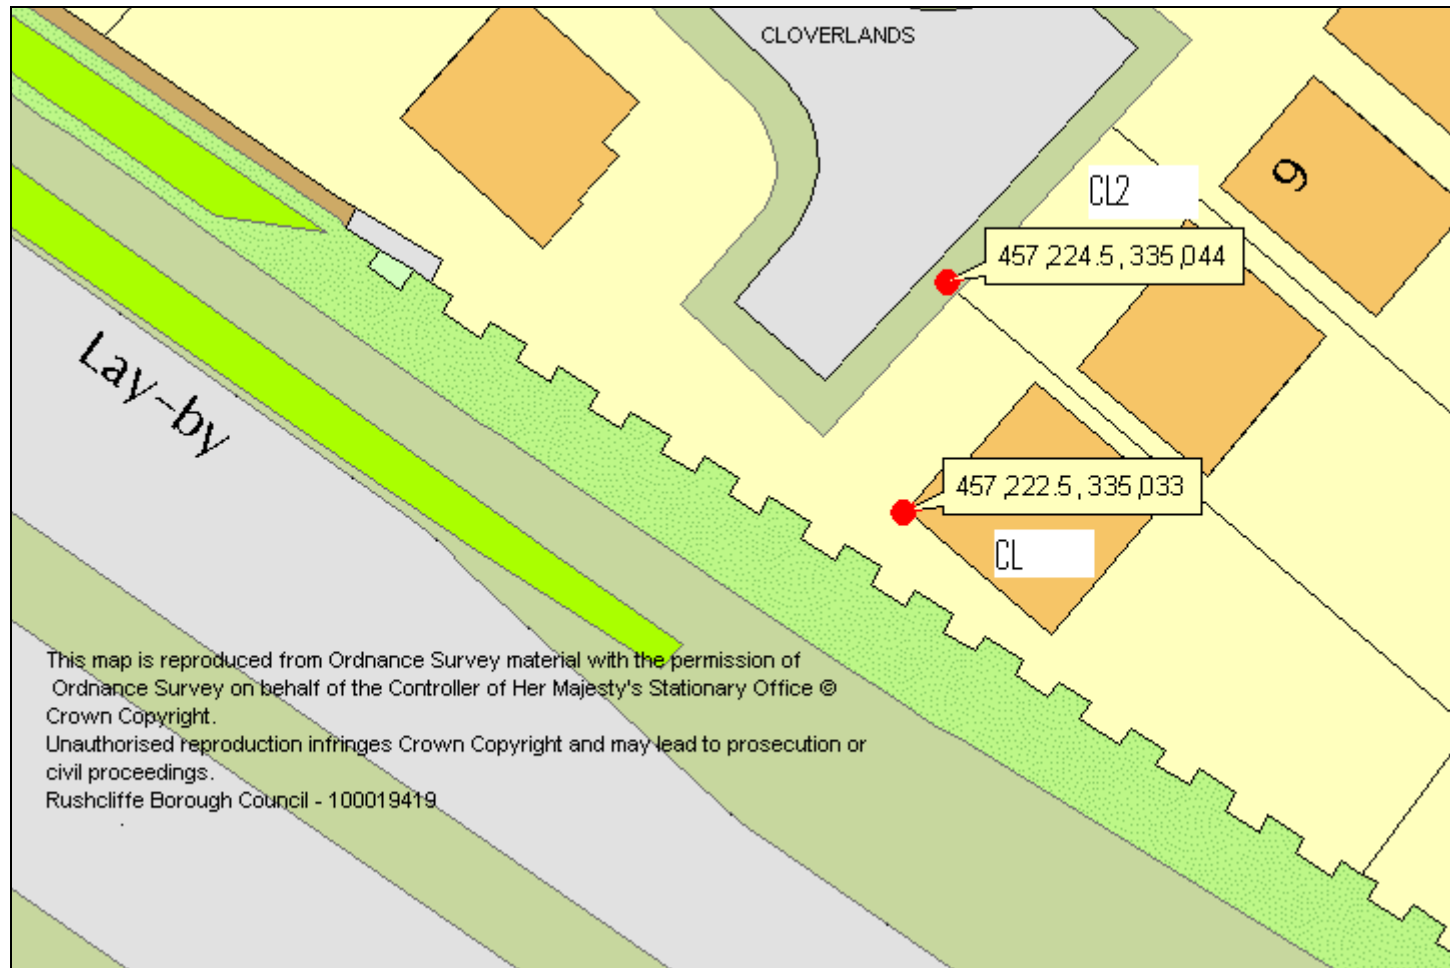 CLOVERLANDS
9
CL2
457,224.5, 335,044
Lay-by
457,222.5, 335,033
CL
This map is reproduced from Ordnance Survey material with the permission of
Ordnance Survey on behalf of the Controller of Her Majesty's Stationary Office ©
Crown Copyright.
Unauthorised reproduction infringes Crown Copyright and may lead to prosecution or
civil proceedings.
Rushcliffe Borough Council - 100019419